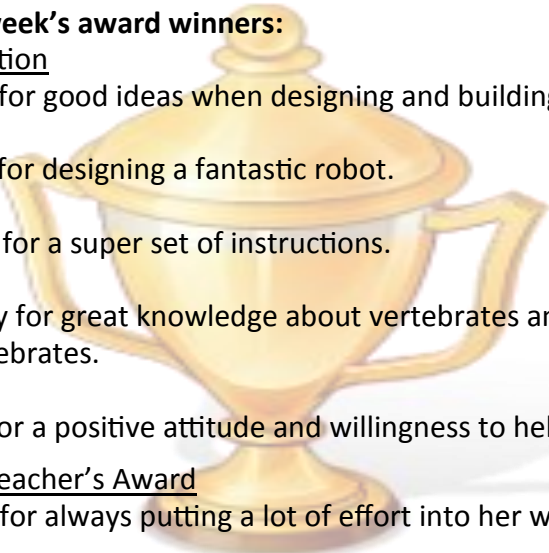 week's award winners:
tion
for good ideas when designing and building
for designing a fantastic robot.
for a super set of instructions.
y for great knowledge about vertebrates an
ebrates.
or a positive attitude and willingness to hel
eacher's Award
for always putting a lot of effort into her w